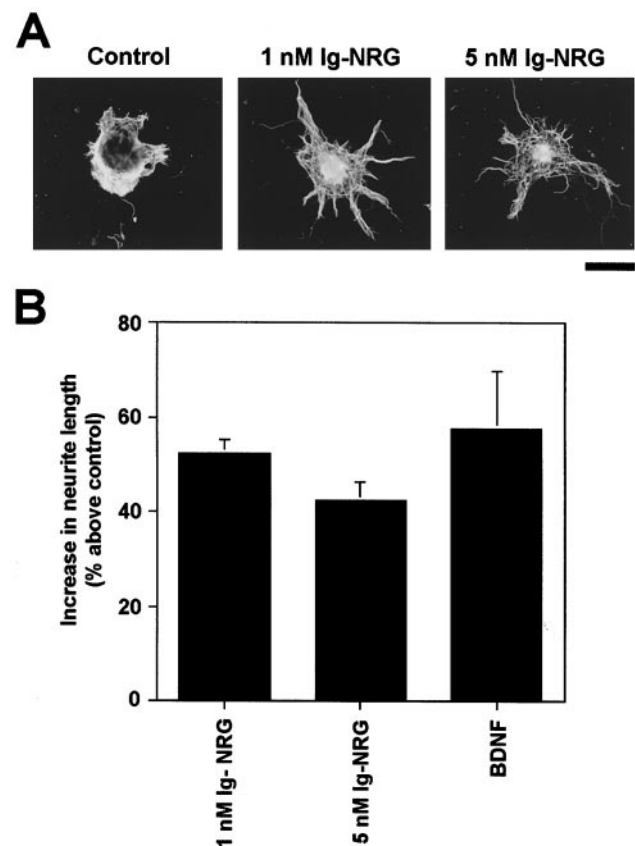 A
Control
1 nM Ig-NRG
5 nM Ig-NRG
B
Increase in neurite length
(% above control)
80
60
40
20
0
1 nM Ig- NRG
5 nM Ig-NRG
BDNF